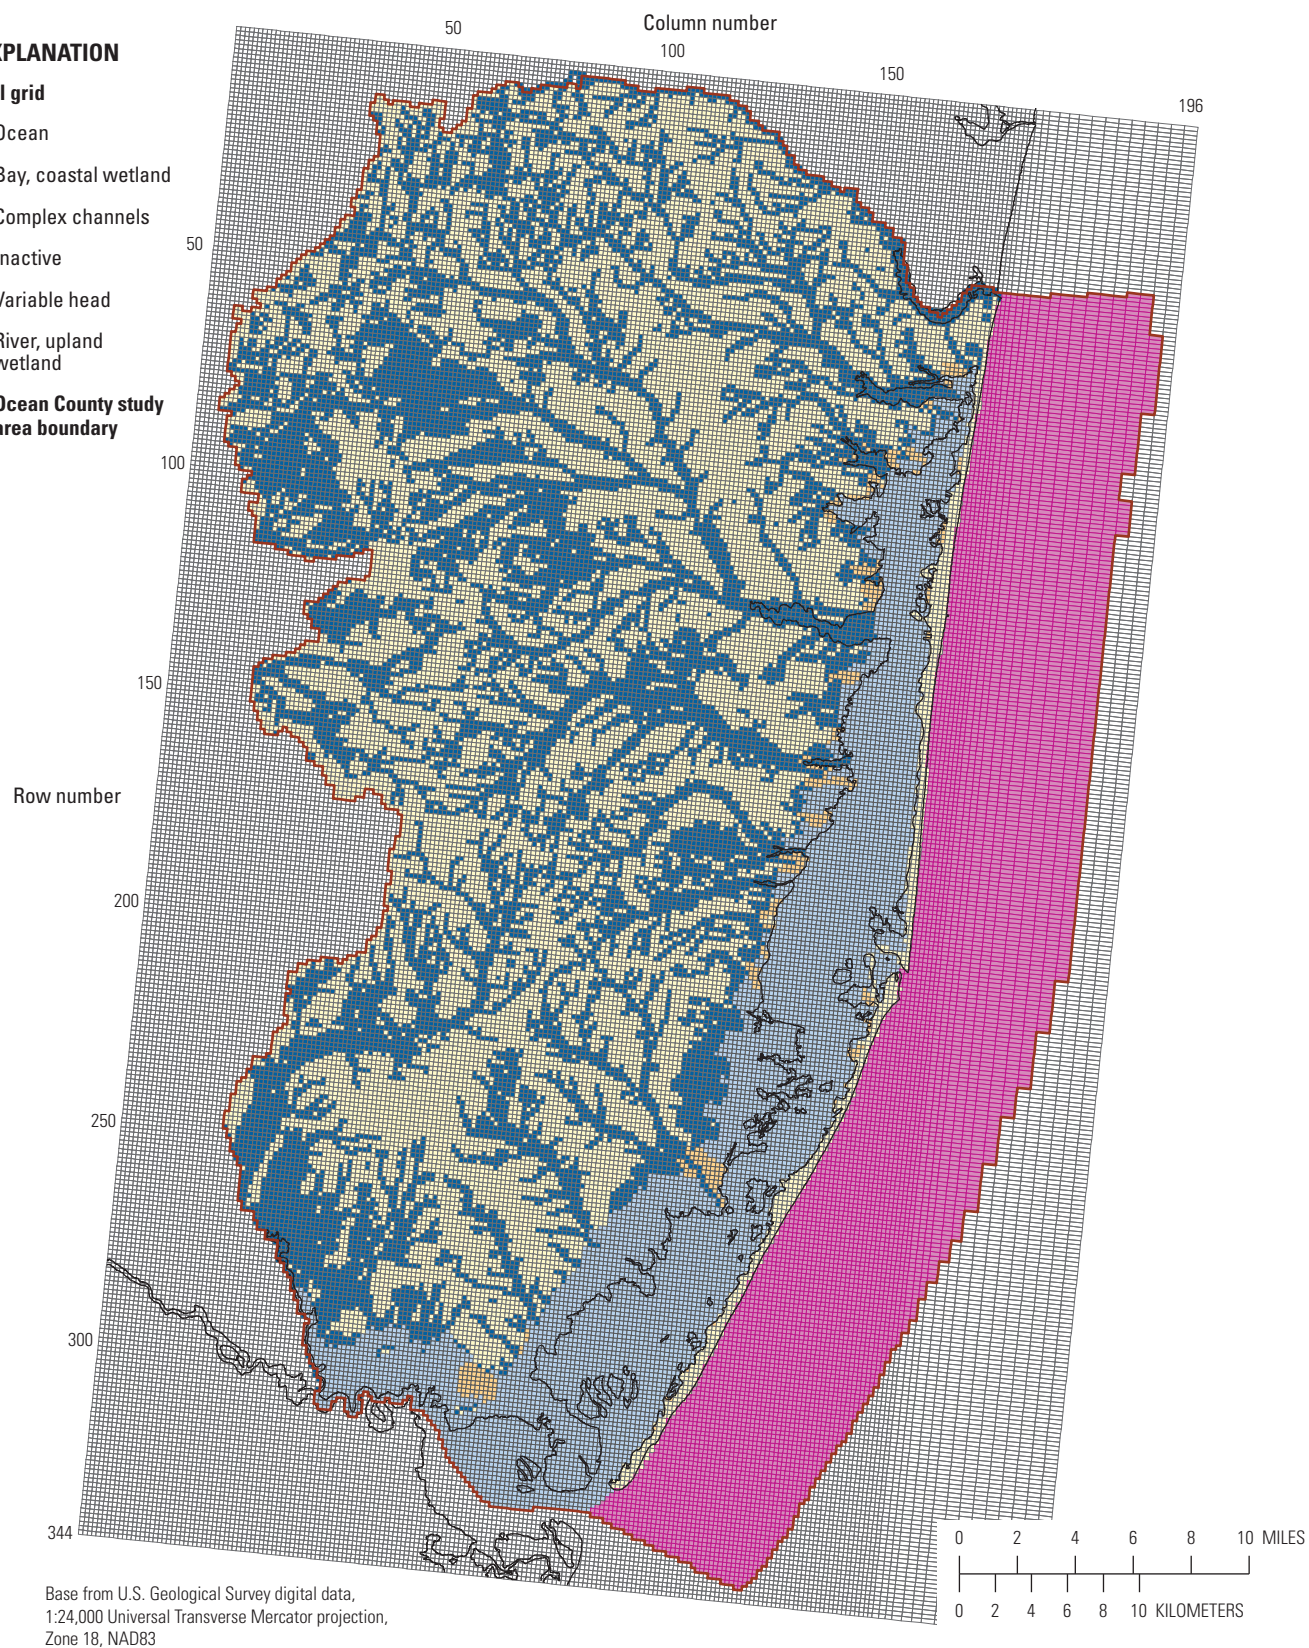 Column number
50
100
150
196
XPLANATION
l grid
Ocean
Bay, coastal wetland
Complex channels
Inactive
Variable head
River, upland
wetland
Ocean County study
area boundary
50
100
150
Row number
200
250
300
344
0 2 4 6 8 10 MILES
0 2 4 6 8 10 KILOMETERS
Base from U.S. Geological Survey digital data,
1:24,000 Universal Transverse Mercator projection,
Zone 18, NAD83